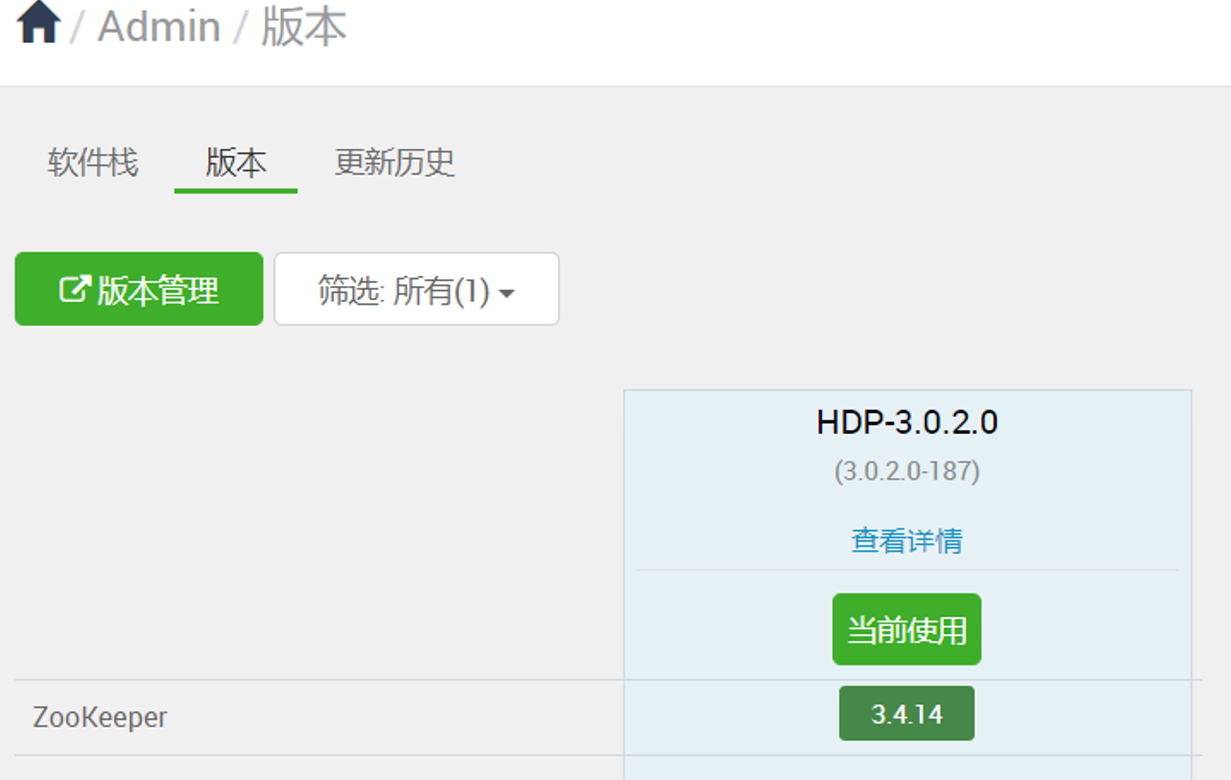 / Admin / 版本
软件栈 版本 更新历史
版本管理 筛选: 所有(1)
HDP-3.0.2.0
(3.0.2.0-187)
查看详情
当前使用
ZooKeeper 3.4.14